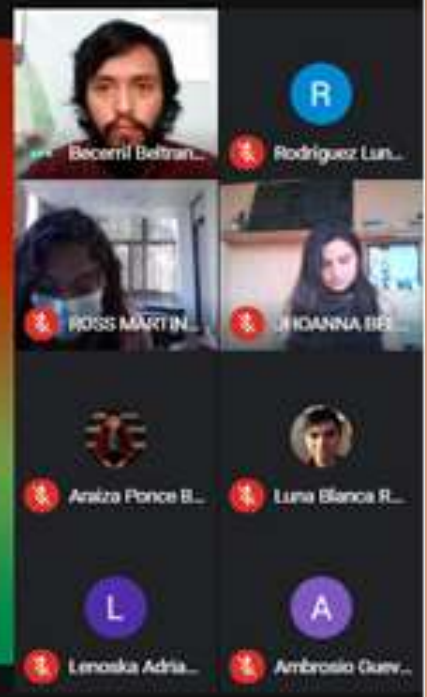 Becerril Beltran...
R
Rodriguez Lun...
ROSS MARTIN...
JHOANNA BE...
Araiza Ponce B...
Luna Blanca R...
L
Lenoska Adria...
A
Ambrosio Guev...